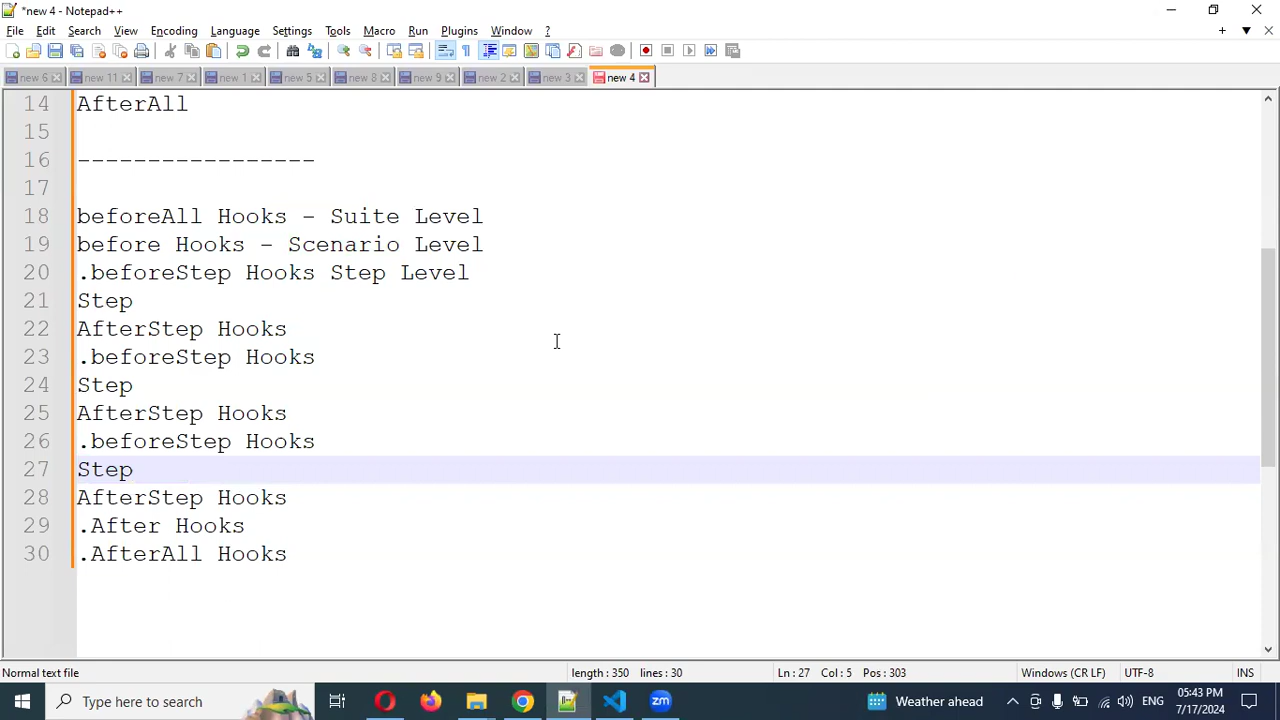 *new 4 - Notepad++
File Edit Search View Encoding Language Settings Tools Macro Run Plugins Window ?
new 6 new 11 new 7 new 1 new 5 new 8 new 9 new 2 new 3 new 4
14 AfterAll
15
16 -----------------
17
18 beforeAll Hooks - Suite Level
19 before Hooks - Scenario Level
20 .beforeStep Hooks Step Level
21 Step
22 AfterStep Hooks
23 .beforeStep Hooks
24 Step
25 AfterStep Hooks
26 .beforeStep Hooks
27 Step
28 AfterStep Hooks
29 .After Hooks
30 .AfterAll Hooks
Normal text file length : 350 lines : 30 Ln : 27 Col : 5 Pos : 303 Windows (CR LF) UTF-8 INS
Type here to search zm Weather ahead ENG 05:43 PM
7/17/2024